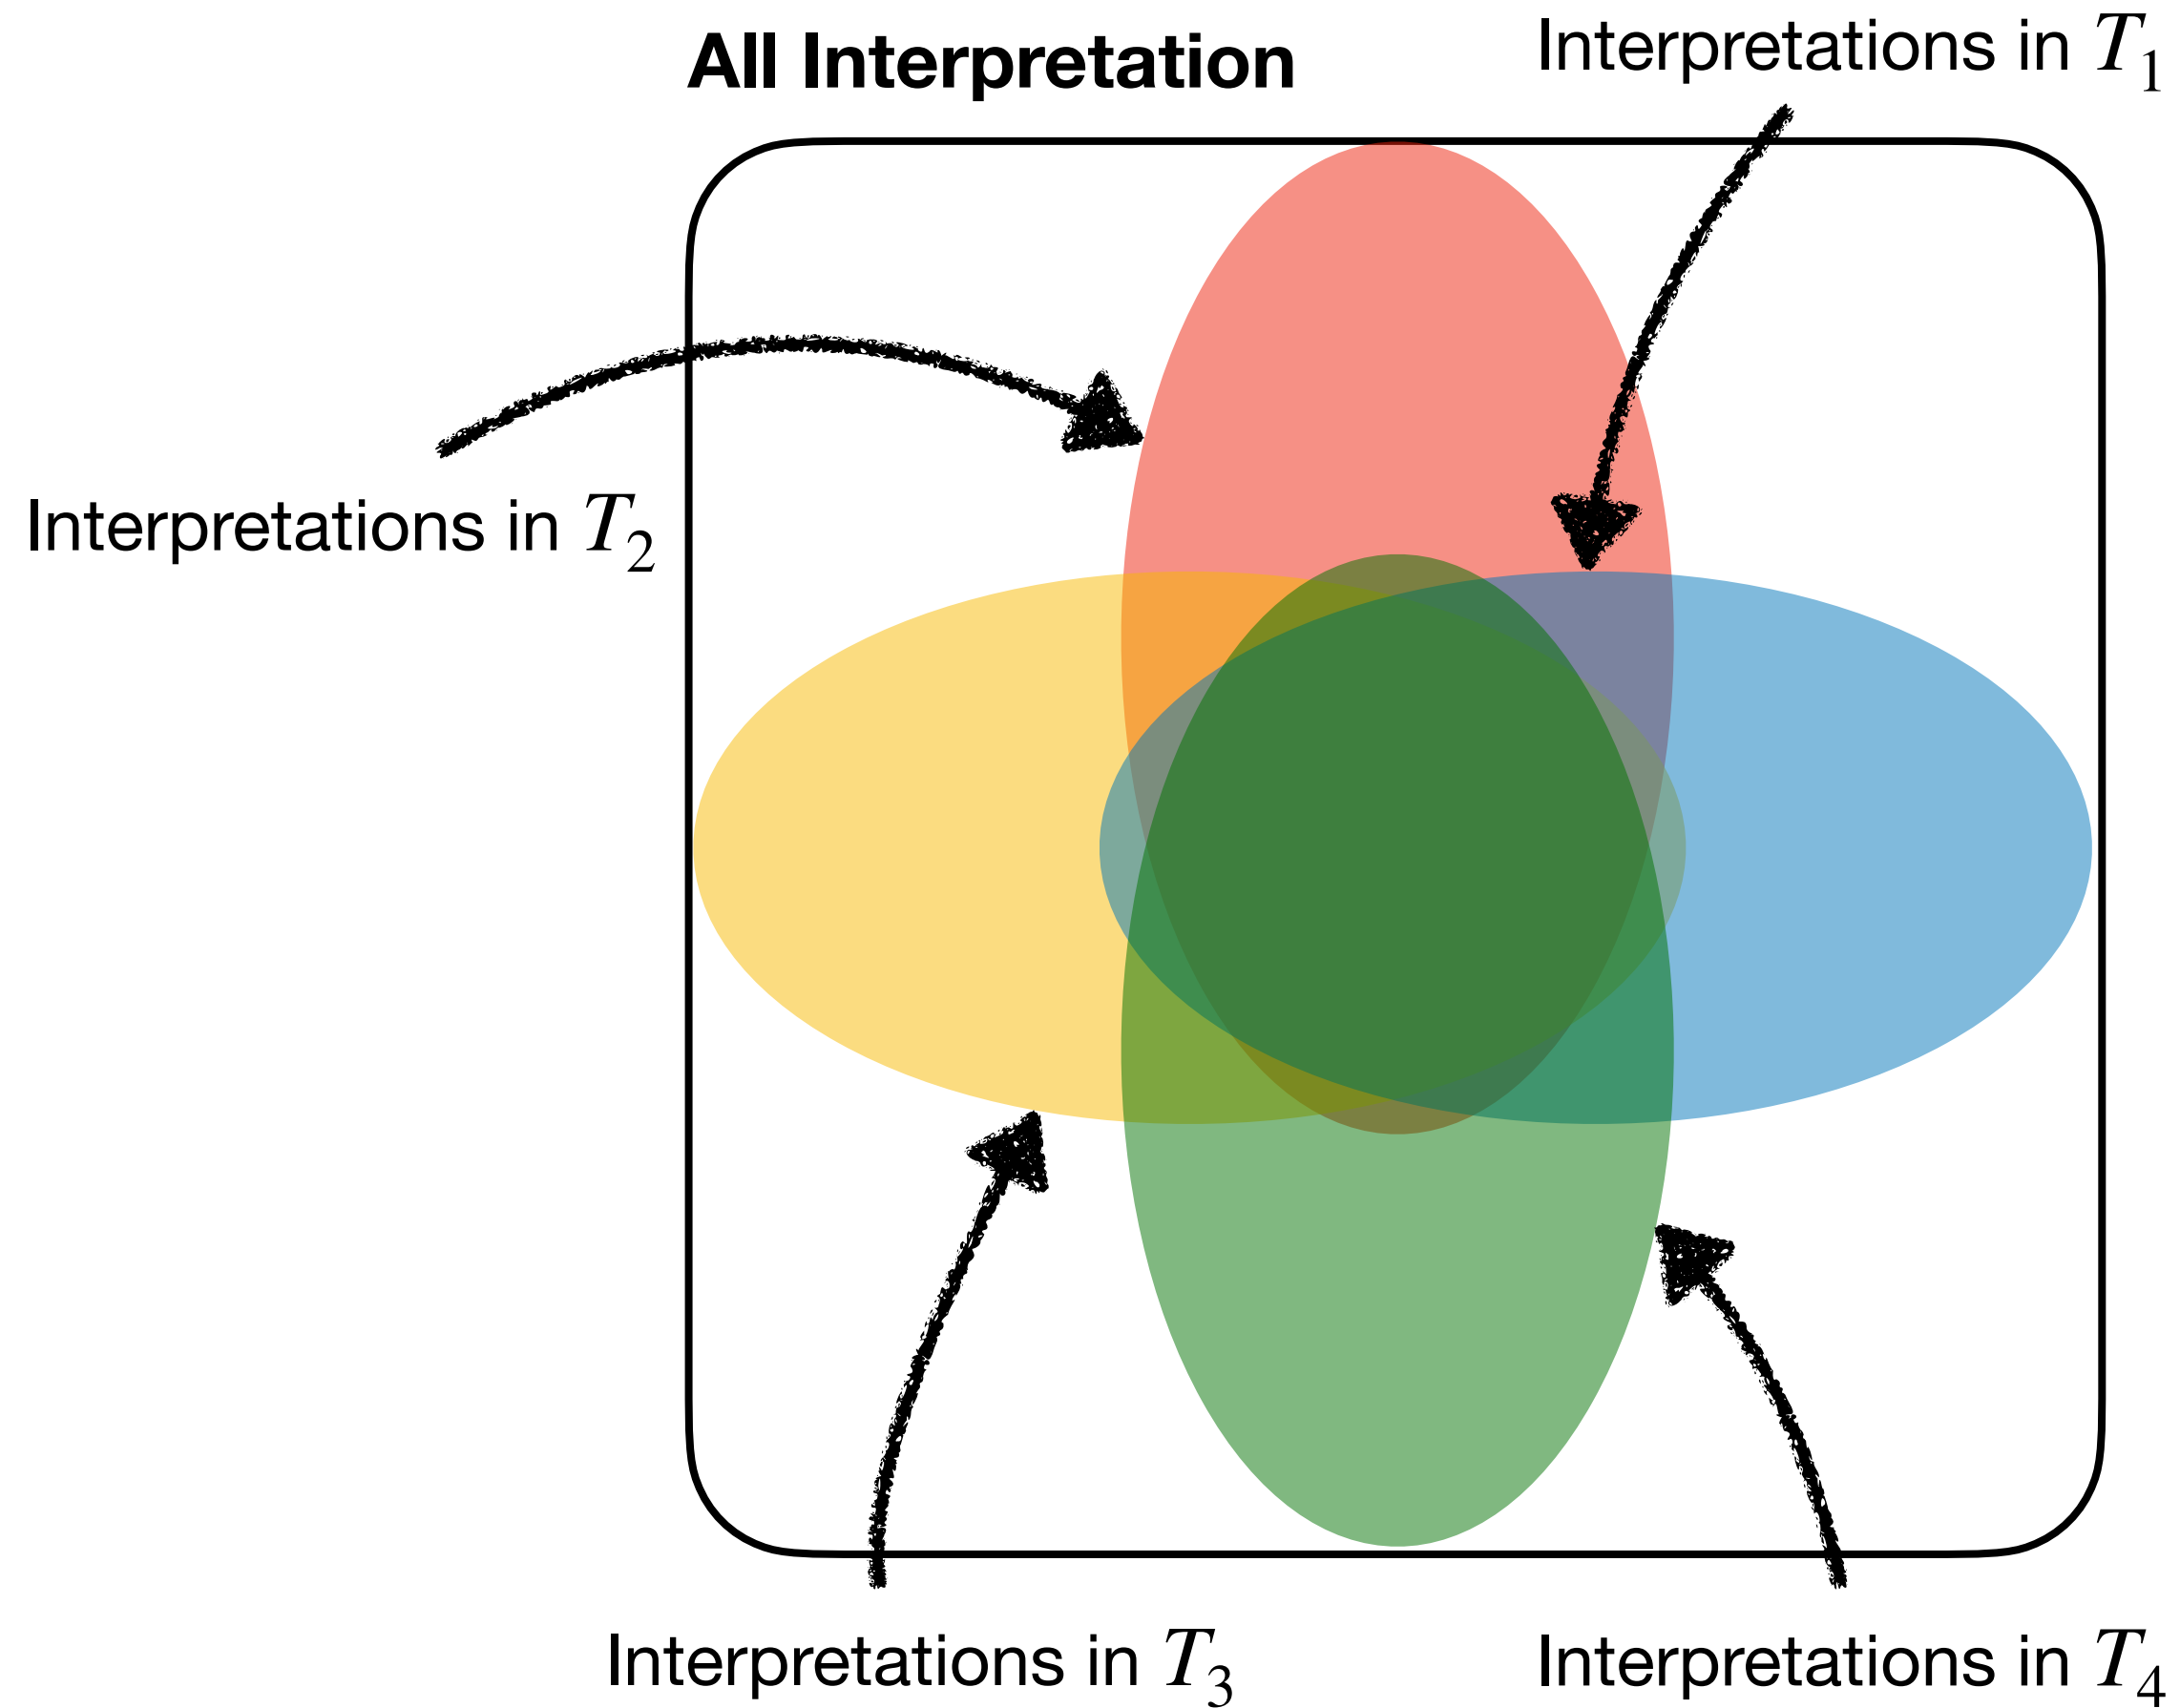 All Interpretation
Interpretations in T₁
Interpretations in T₂
Interpretations in T₃
Interpretations in T₄